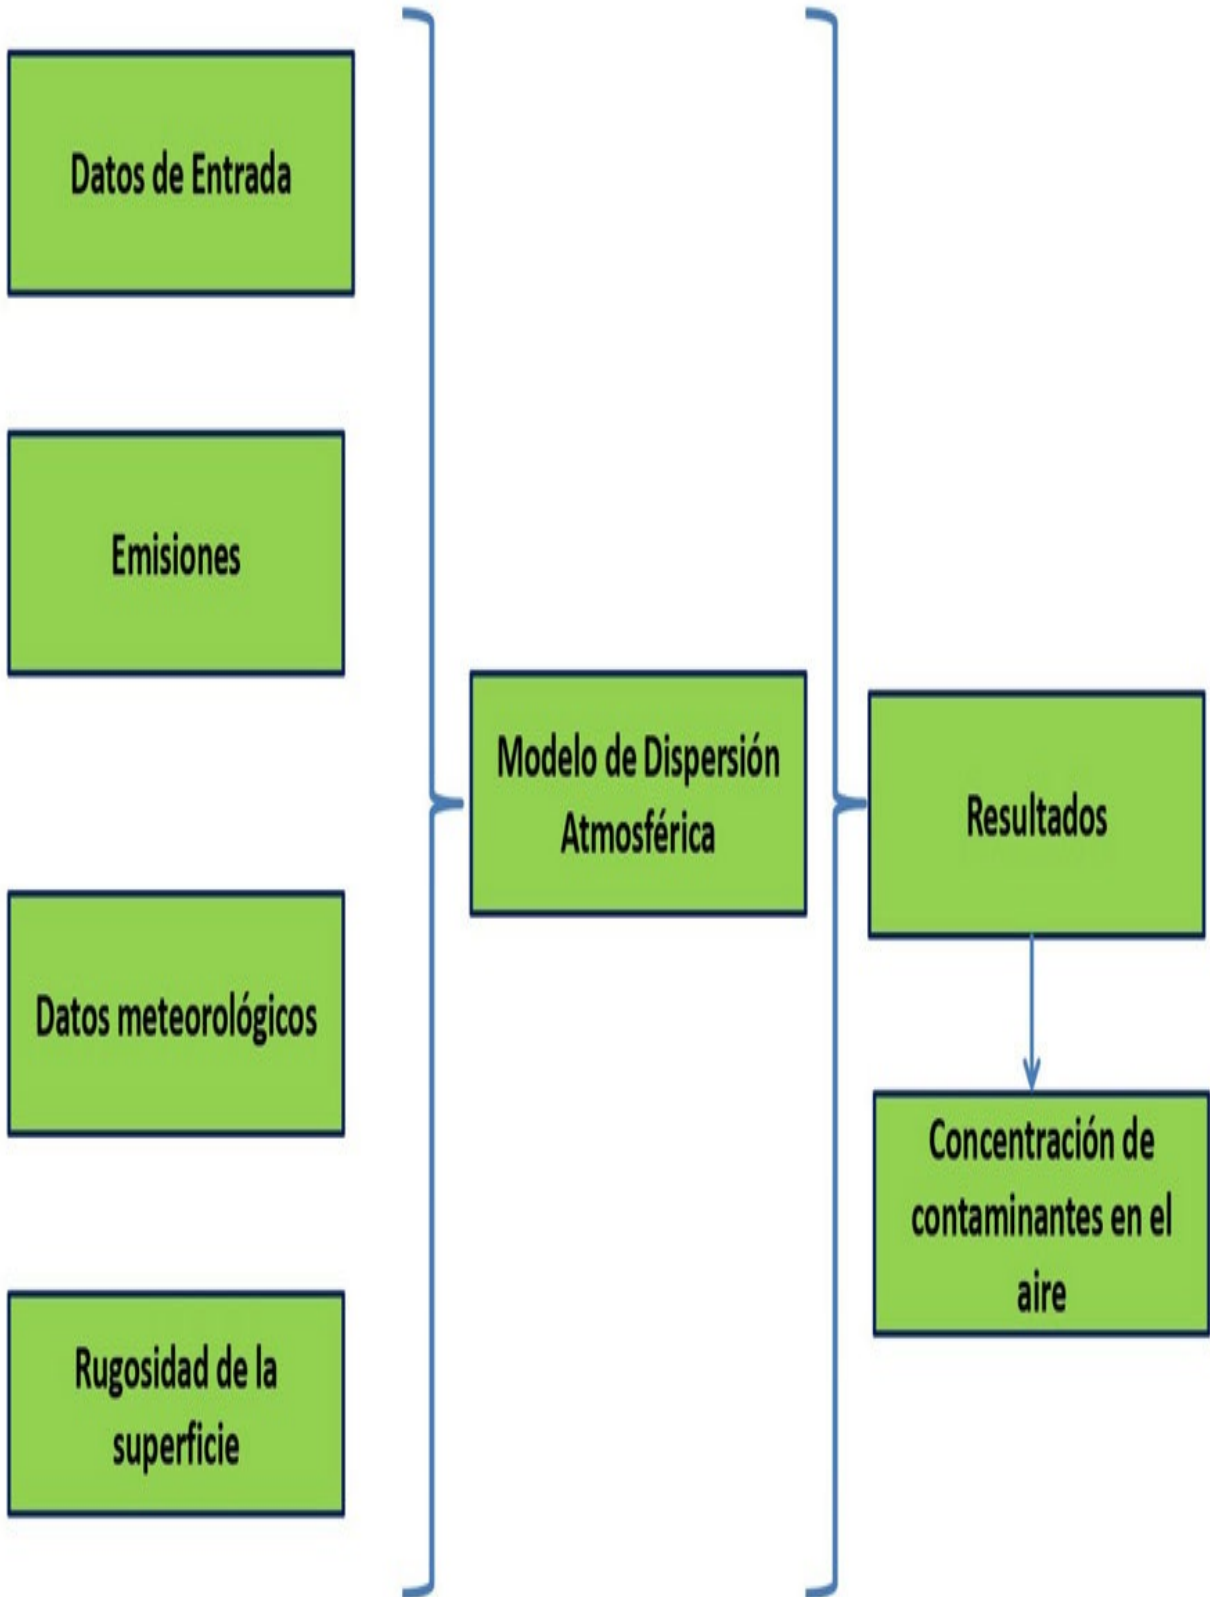 Datos de Entrada
Emisiones
Datos meteorológicos
Rugosidad de la
superficie
Modelo de Dispersión
Atmosférica
Resultados
Concentración de
contaminantes en el
aire